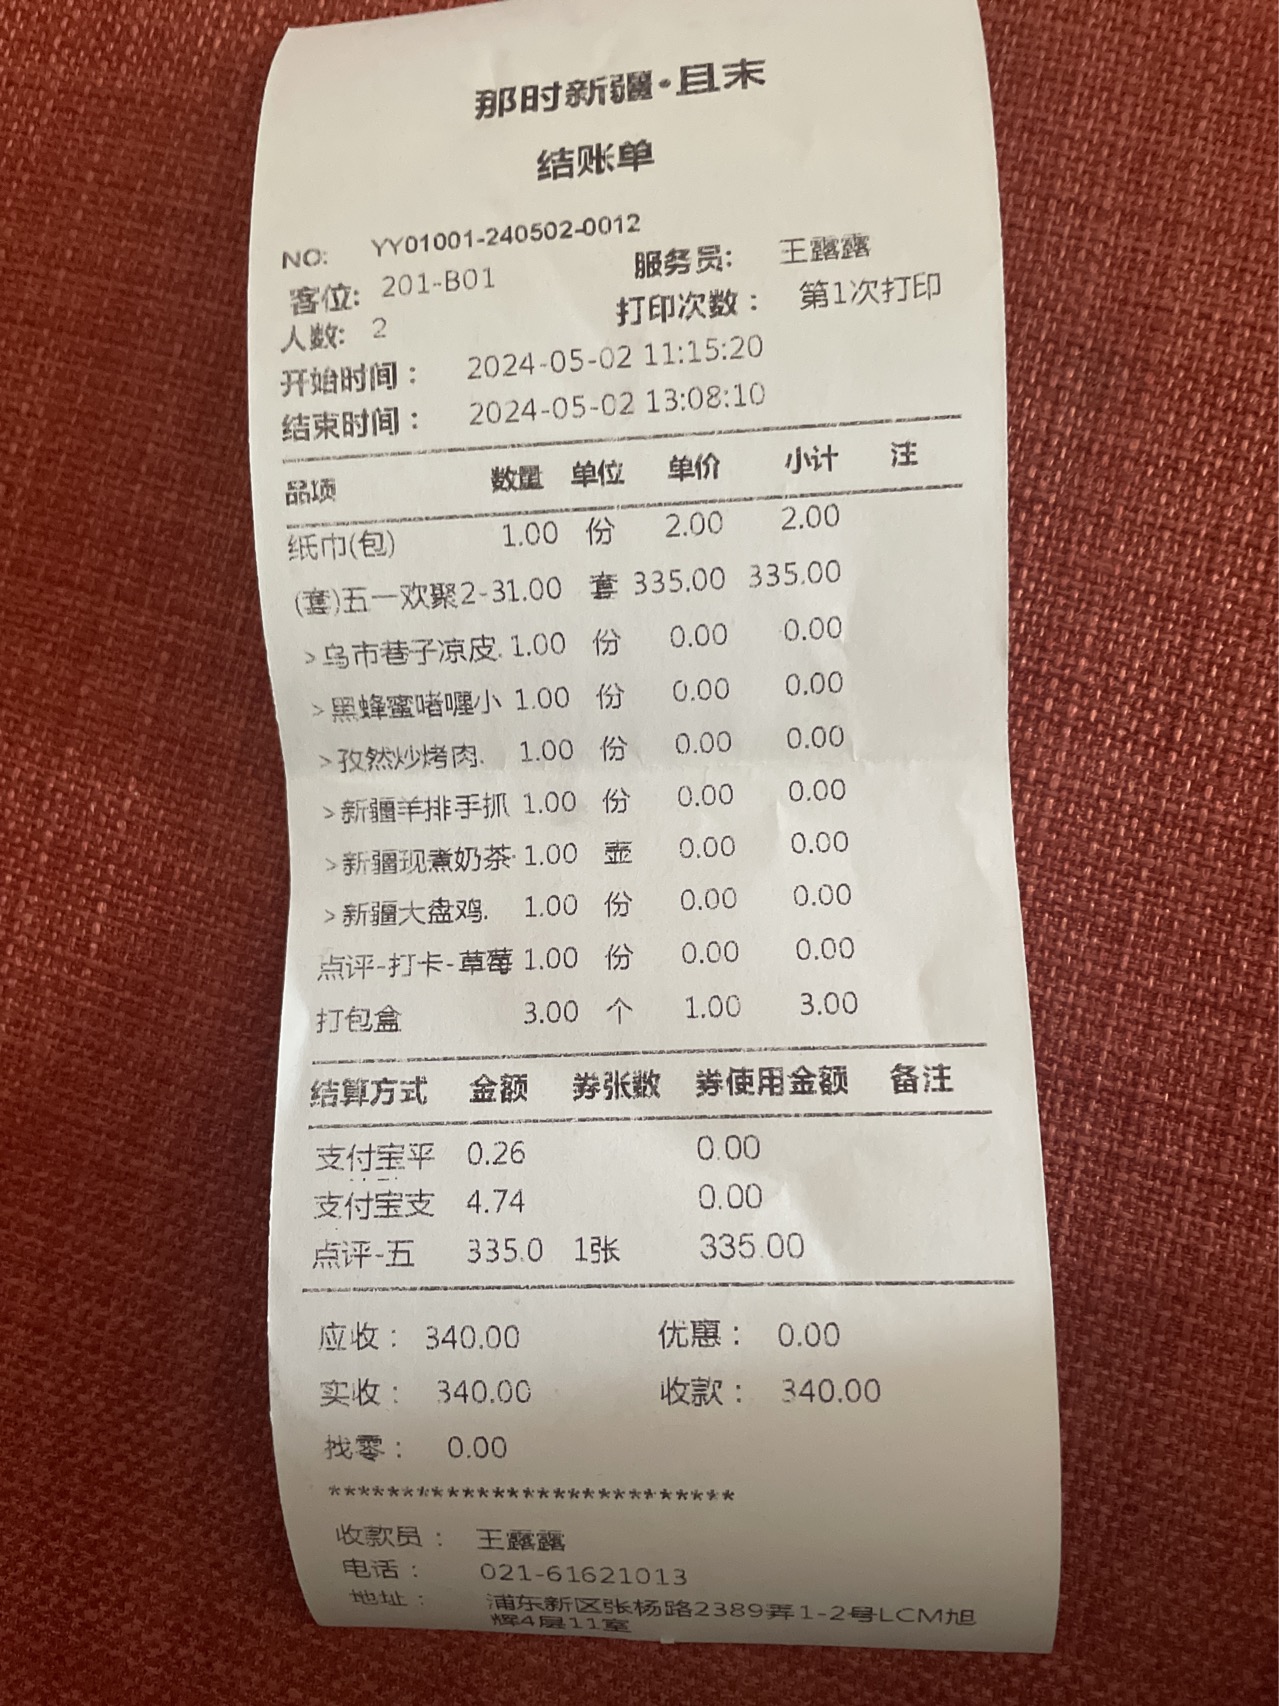 那时新疆·且末
结账单
NO: YY01001-240502-0012
客位: 201-B01 服务员: 王露露
人数: 2 打印次数： 第1次打印
开始时间： 2024-05-02 11:15:20
结束时间： 2024-05-02 13:08:10
品项 数量 单位 单价 小计 注
纸巾(包) 1.00 份 2.00 2.00
(套)五一欢聚2-31.00 套 335.00 335.00
>乌市巷子凉皮. 1.00 份 0.00 0.00
>黑蜂蜜啫喱小 1.00 份 0.00 0.00
>孜然炒烤肉. 1.00 份 0.00 0.00
>新疆羊排手抓 1.00 份 0.00 0.00
>新疆现煮奶茶 1.00 壶 0.00 0.00
>新疆大盘鸡. 1.00 份 0.00 0.00
点评-打卡-草莓 1.00 份 0.00 0.00
打包盒 3.00 个 1.00 3.00
结算方式 金额 券张数 券使用金额 备注
支付宝平 0.26 0.00
支付宝支 4.74 0.00
点评-五 335.0 1张 335.00
应收： 340.00 优惠： 0.00
实收： 340.00 收款： 340.00
找零： 0.00
****************************
收款员： 王露露
电话： 021-61621013
地址： 浦东新区张杨路2389弄1-2号LCM旭
辉4层11室